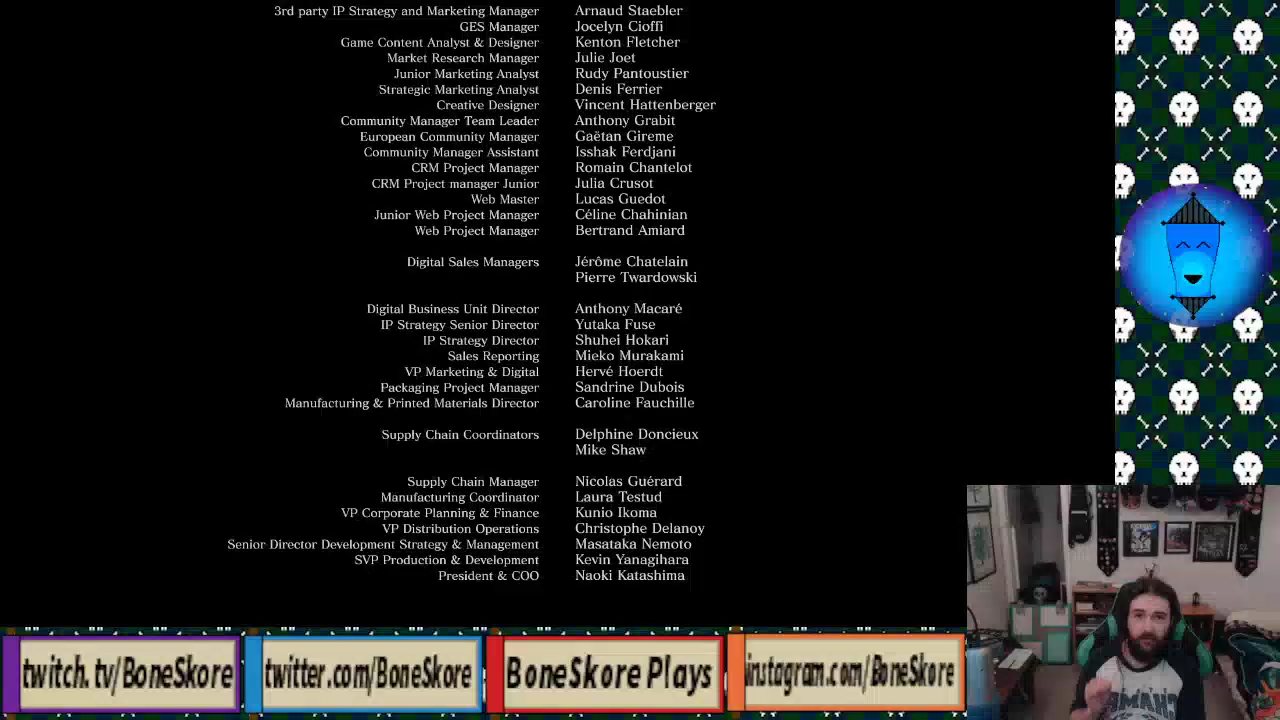 3rd party IP Strategy and Marketing Manager Arnaud Staebler
GES Manager Jocelyn Cioffi
Game Content Analyst & Designer Kenton Fletcher
Market Research Manager Julie Joet
Junior Marketing Analyst Rudy Pantoustier
Strategic Marketing Analyst Denis Ferrier
Creative Designer Vincent Hattenberger
Community Manager Team Leader Anthony Grabit
European Community Manager Gaëtan Gireme
Community Manager Assistant Isshak Ferdjani
CRM Project Manager Romain Chantelot
CRM Project manager Junior Julia Crusot
Web Master Lucas Guedot
Junior Web Project Manager Céline Chahinian
Web Project Manager Bertrand Amiard
Digital Sales Managers Jérôme Chatelain
Pierre Twardowski
Digital Business Unit Director Anthony Macaré
IP Strategy Senior Director Yutaka Fuse
IP Strategy Director Shuhei Hokari
Sales Reporting Mieko Murakami
VP Marketing & Digital Hervé Hoerdt
Packaging Project Manager Sandrine Dubois
Manufacturing & Printed Materials Director Caroline Fauchille
Supply Chain Coordinators Delphine Doncieux
Mike Shaw
Supply Chain Manager Nicolas Guérard
Manufacturing Coordinator Laura Testud
VP Corporate Planning & Finance Kunio Ikoma
VP Distribution Operations Christophe Delanoy
Senior Director Development Strategy & Management Masataka Nemoto
SVP Production & Development Kevin Yanagihara
President & COO Naoki Katashima
twitch.tv/BoneSkore
twitter.com/BoneSkore
BoneSkore Plays
instagram.com/BoneSkore